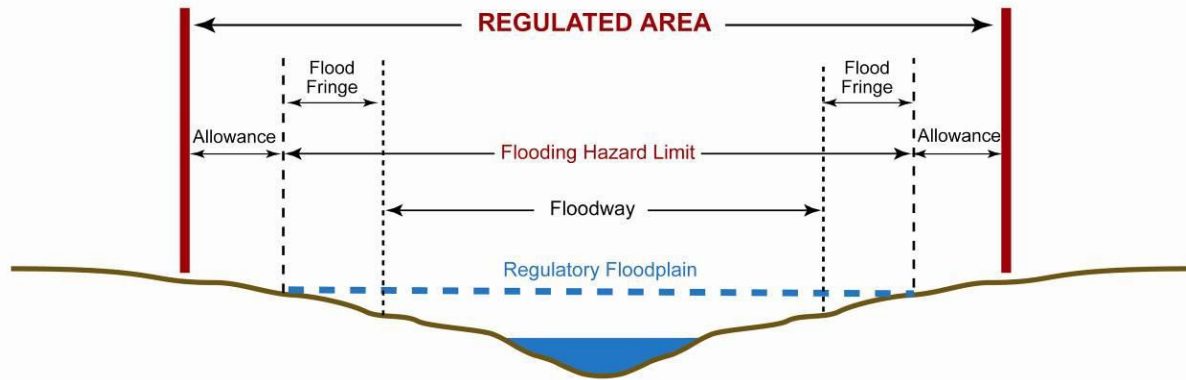 REGULATED AREA
Flood
Fringe
Flood
Fringe
Allowance
Allowance
Flooding Hazard Limit
Floodway
Regulatory Floodplain